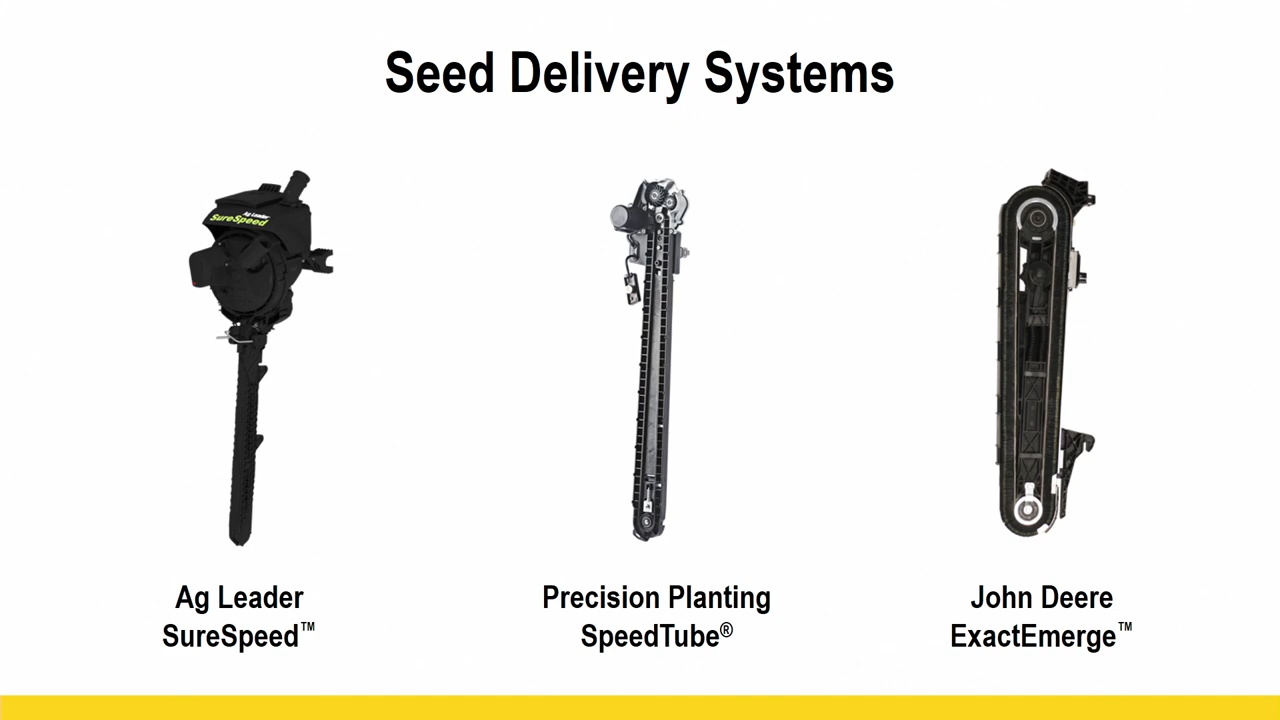 Seed Delivery Systems
Ag Leader
SureSpeed
Ag Leader
SureSpeed™
Precision Planting
SpeedTube®
John Deere
ExactEmerge™